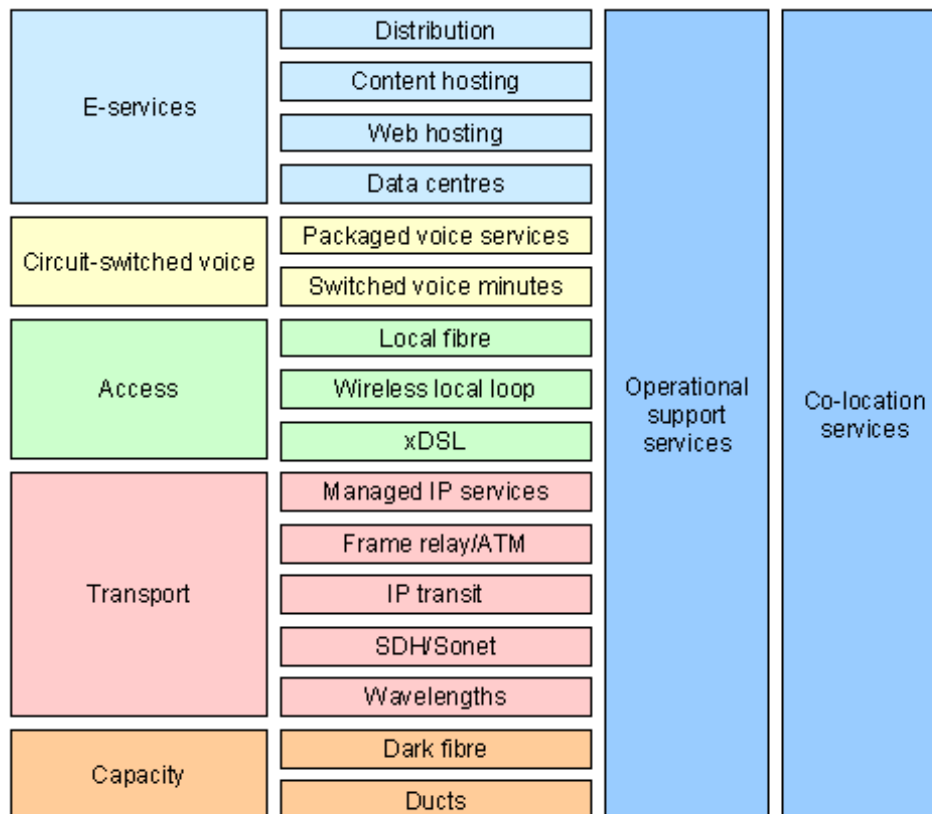 E-services
Distribution
Content hosting
Web hosting
Data centres
Circuit-switched voice
Packaged voice services
Switched voice minutes
Access
Local fibre
Wireless local loop
xDSL
Transport
Managed IP services
Frame relay/ATM
IP transit
SDH/Sonet
Wavelengths
Capacity
Dark fibre
Ducts
Operational
support
services
Co-location
services